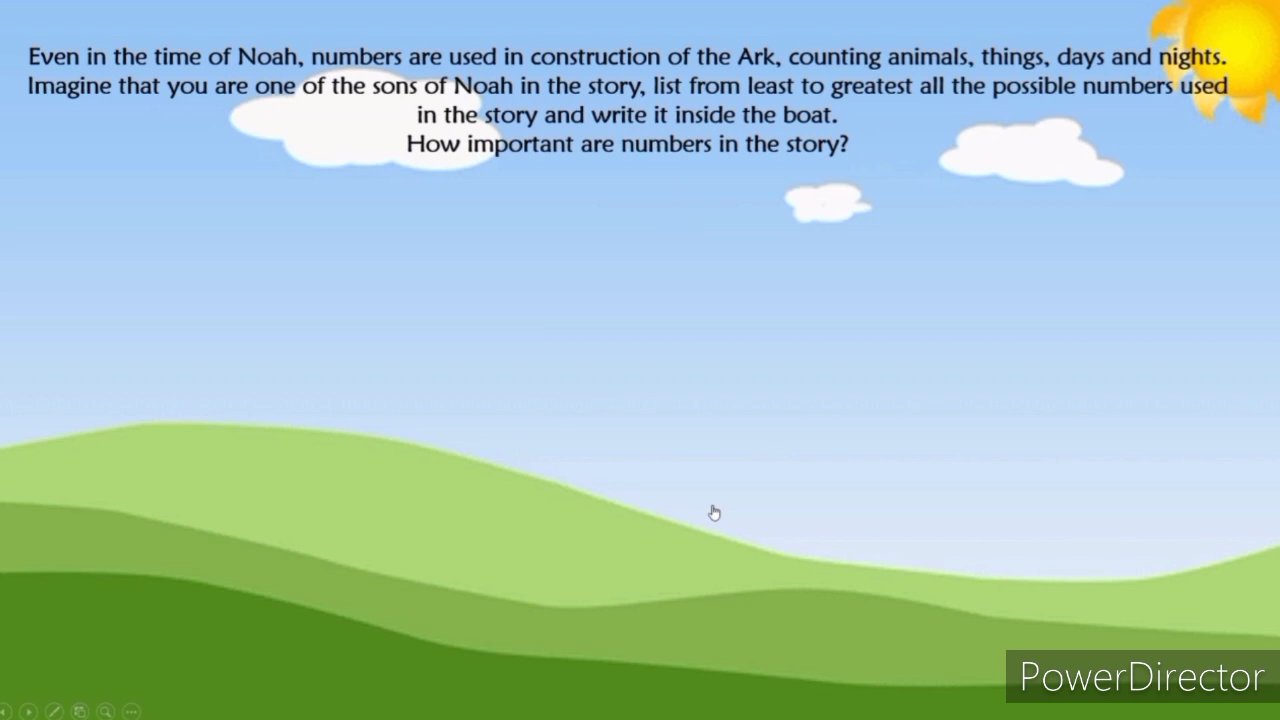 Even in the time of Noah, numbers are used in construction of the Ark, counting animals, things, days and nights.
Imagine that you are one of the sons of Noah in the story, list from least to greatest all the possible numbers used
in the story and write it inside the boat.
How important are numbers in the story?
PowerDirector